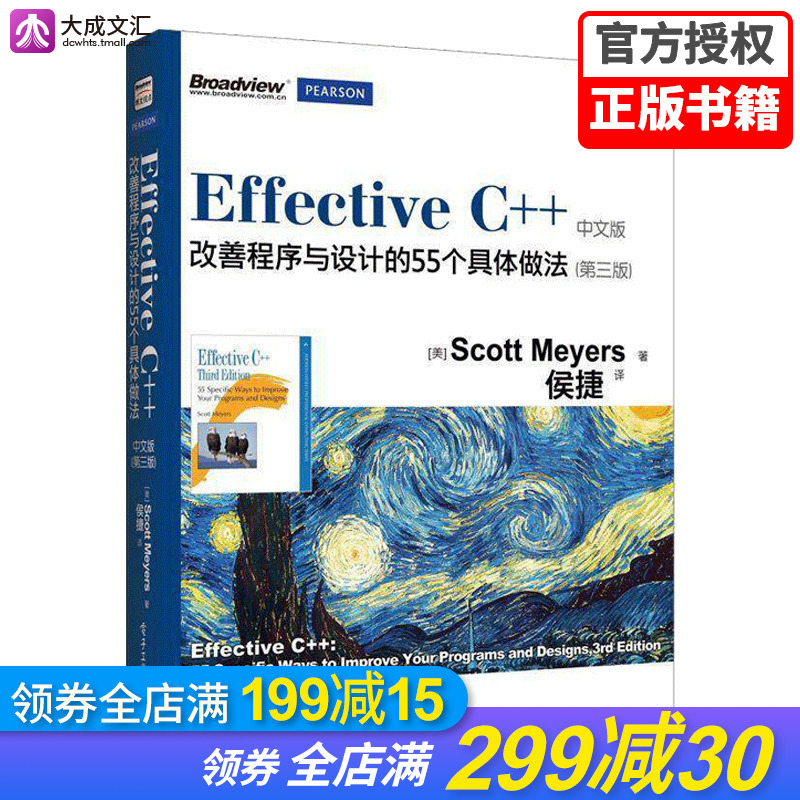 大成文汇
dcwhts.tmall.com
官方授权
正版书籍
Broadview®
www.broadview.com.cn
PEARSON
Effective C++ 中文版
改善程序与设计的55个具体做法 (第三版)
[美] Scott Meyers 著
侯捷 译
Effective C++
Third Edition
55 Specific Ways to Improve
Your Programs and Designs
Scott Meyers
Effective C++:
Ways to Improve Your Programs and Designs, 3rd Edition
PEARSON
Effective C++
改善程序与设计的55个具体做法
中文版
(第三版)
[美] Scott Meyers 著
侯捷 译
领券全店满 199减15
领券 全店满 299减30